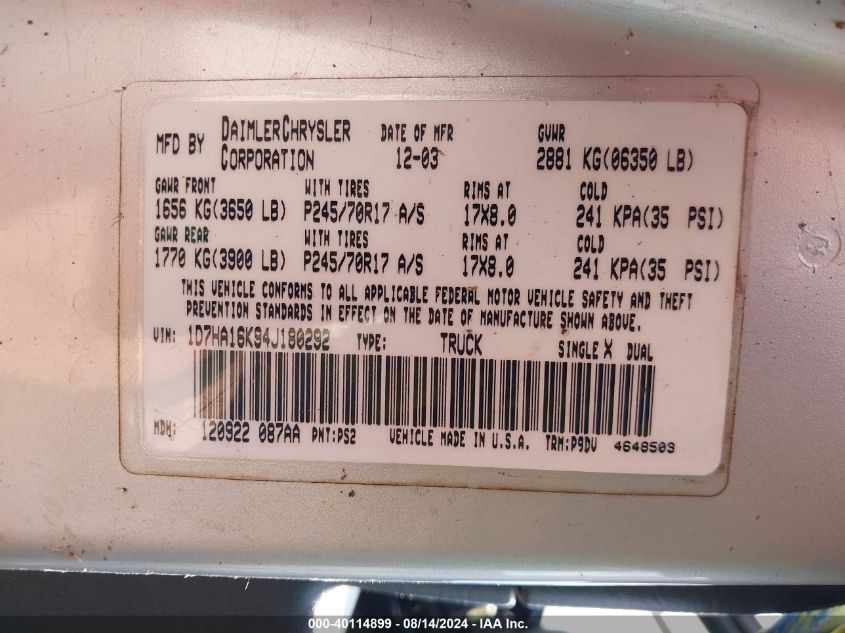 MFD BY DAIMLERCHRYSLER CORPORATION DATE OF MFR 12-03 GVWR 2881 KG(06350 LB)
GAWR FRONT WITH TIRES RIMS AT COLD
1656 KG(3650 LB) P245/70R17 A/S 17X8.0 241 KPA(35 PSI)
GAWR REAR WITH TIRES RIMS AT COLD
1770 KG(3900 LB) P245/70R17 A/S 17X8.0 241 KPA(35 PSI)
THIS VEHICLE CONFORMS TO ALL APPLICABLE FEDERAL MOTOR VEHICLE SAFETY AND THEFT
PREVENTION STANDARDS IN EFFECT ON THE DATE OF MANUFACTURE SHOWN ABOVE.
VIN: 1D7HA16K94J180292 TYPE: TRUCK SINGLE X DUAL
MDH: 120922 087AA PNT:PS2 VEHICLE MADE IN U.S.A. TRM:P9DV 4648503
000-40114899 - 08/14/2024 - IAA Inc.